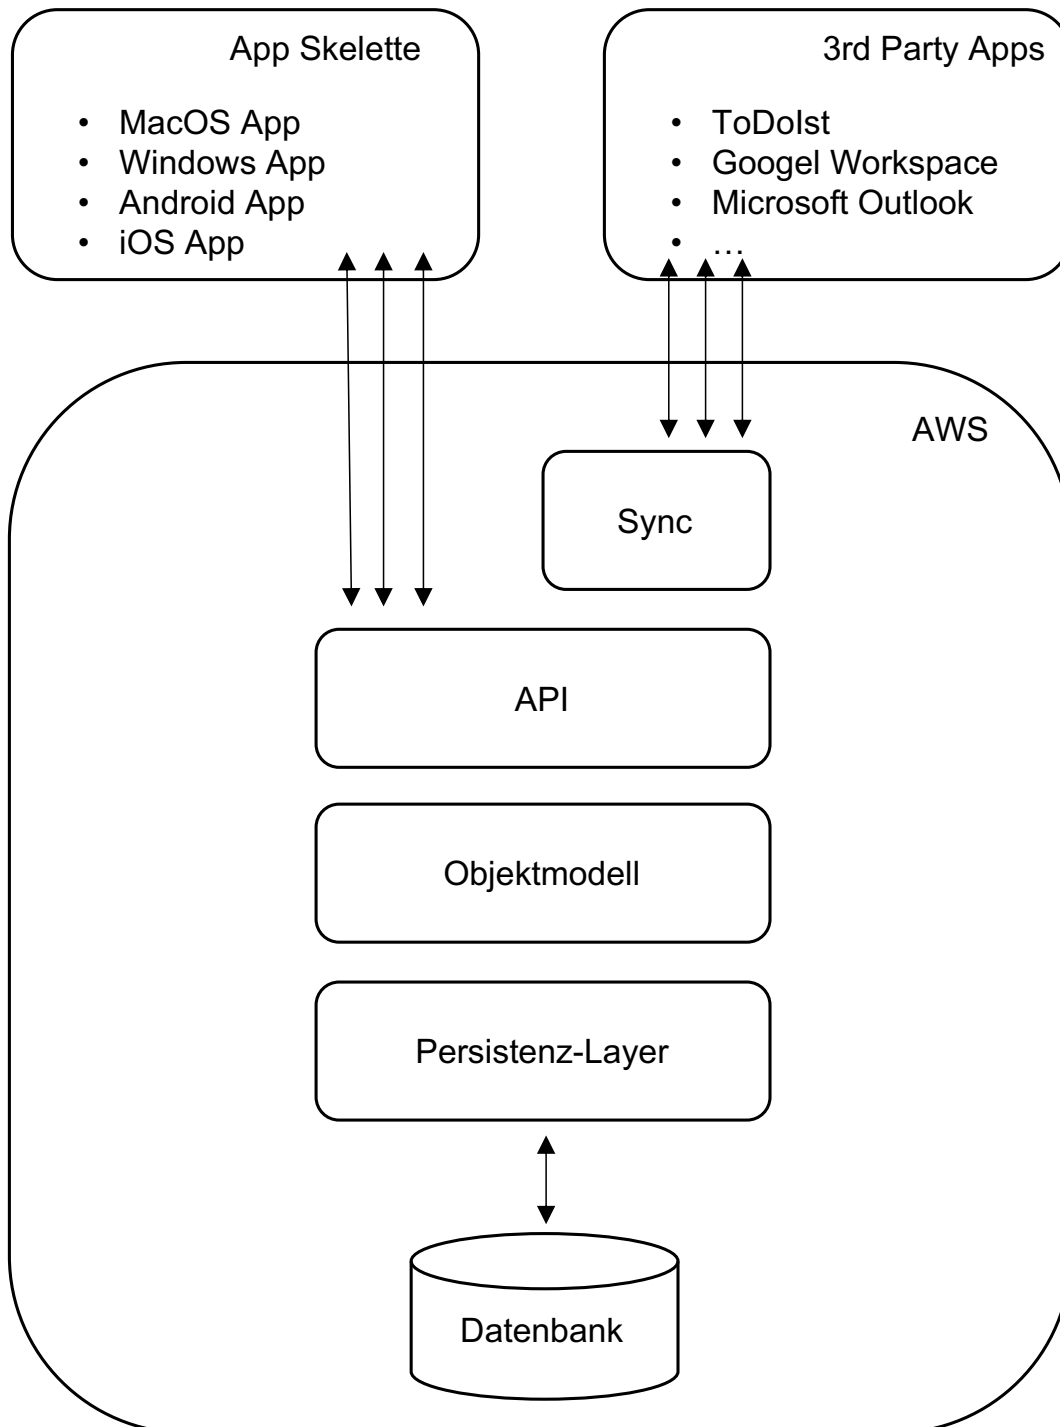 App Skelette
• MacOS App
• Windows App
• Android App
• iOS App
3rd Party Apps
• ToDoIst
• Googel Workspace
• Microsoft Outlook
• …
AWS
Sync
API
Objektmodell
Persistenz-Layer
Datenbank